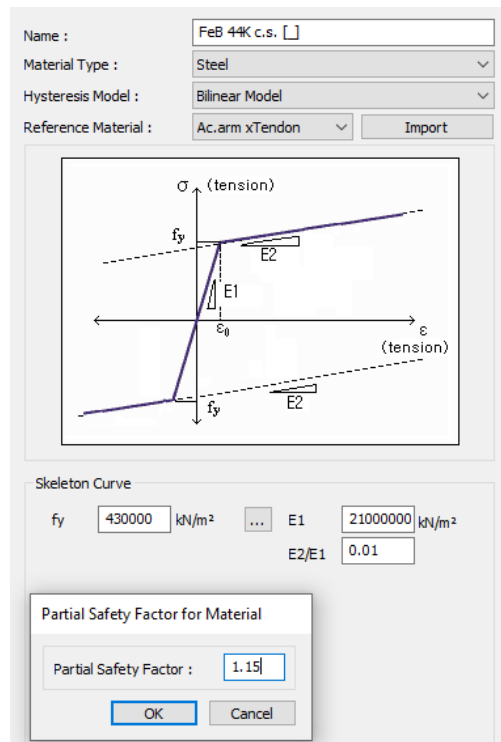 Name :
FeB 44K c.s. [_]
Material Type :
Steel
Hysteresis Model :
Bilinear Model
Reference Material :
Ac.arm xTendon
Import
σ (tension)
fy
E2
E1
ε0
ε
(tension)
fy
E2
Skeleton Curve
fy 430000 kN/m² ... E1 21000000 kN/m²
E2/E1 0.01
Partial Safety Factor for Material
Partial Safety Factor : 1.15
OK Cancel